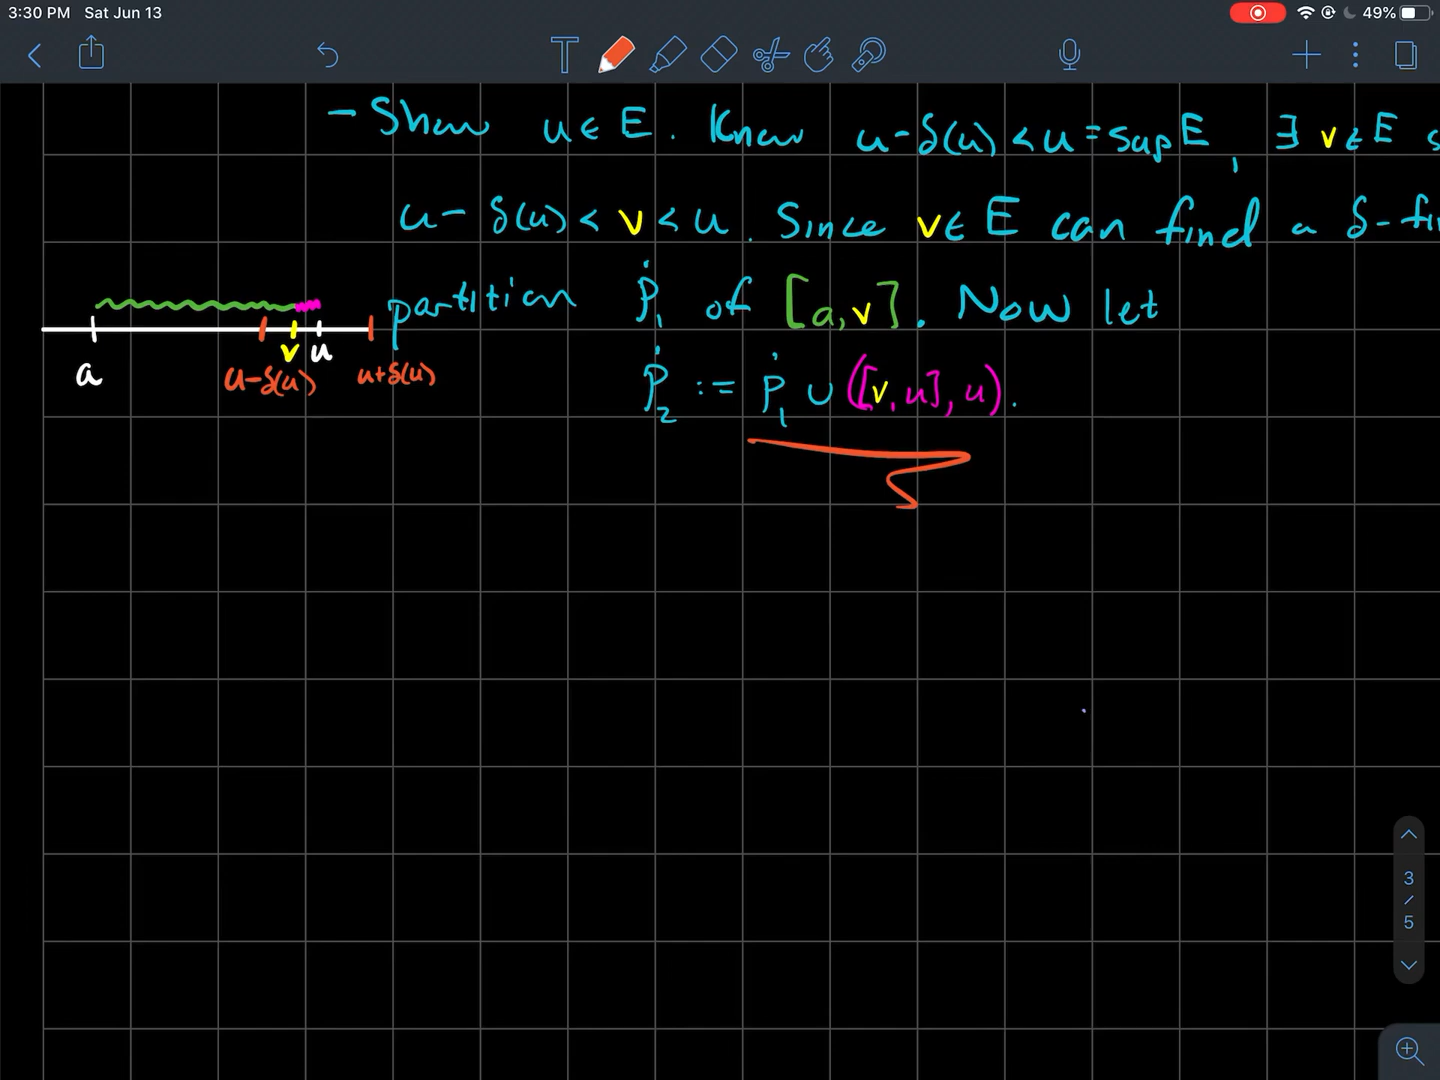 3:30 PM Sat Jun 13 49%
T
- Show u ∈ E. Know u-δ(u) < u = sup E, ∃ v ∈ E s
u - δ(u) < v < u. Since v ∈ E can find a δ-fi
partition Ṗ₁ of [a, v]. Now let
Ṗ₂ := Ṗ₁ ∪ ([v, u], u).
a u-δ(u) v u u+δ(u)
3 / 5